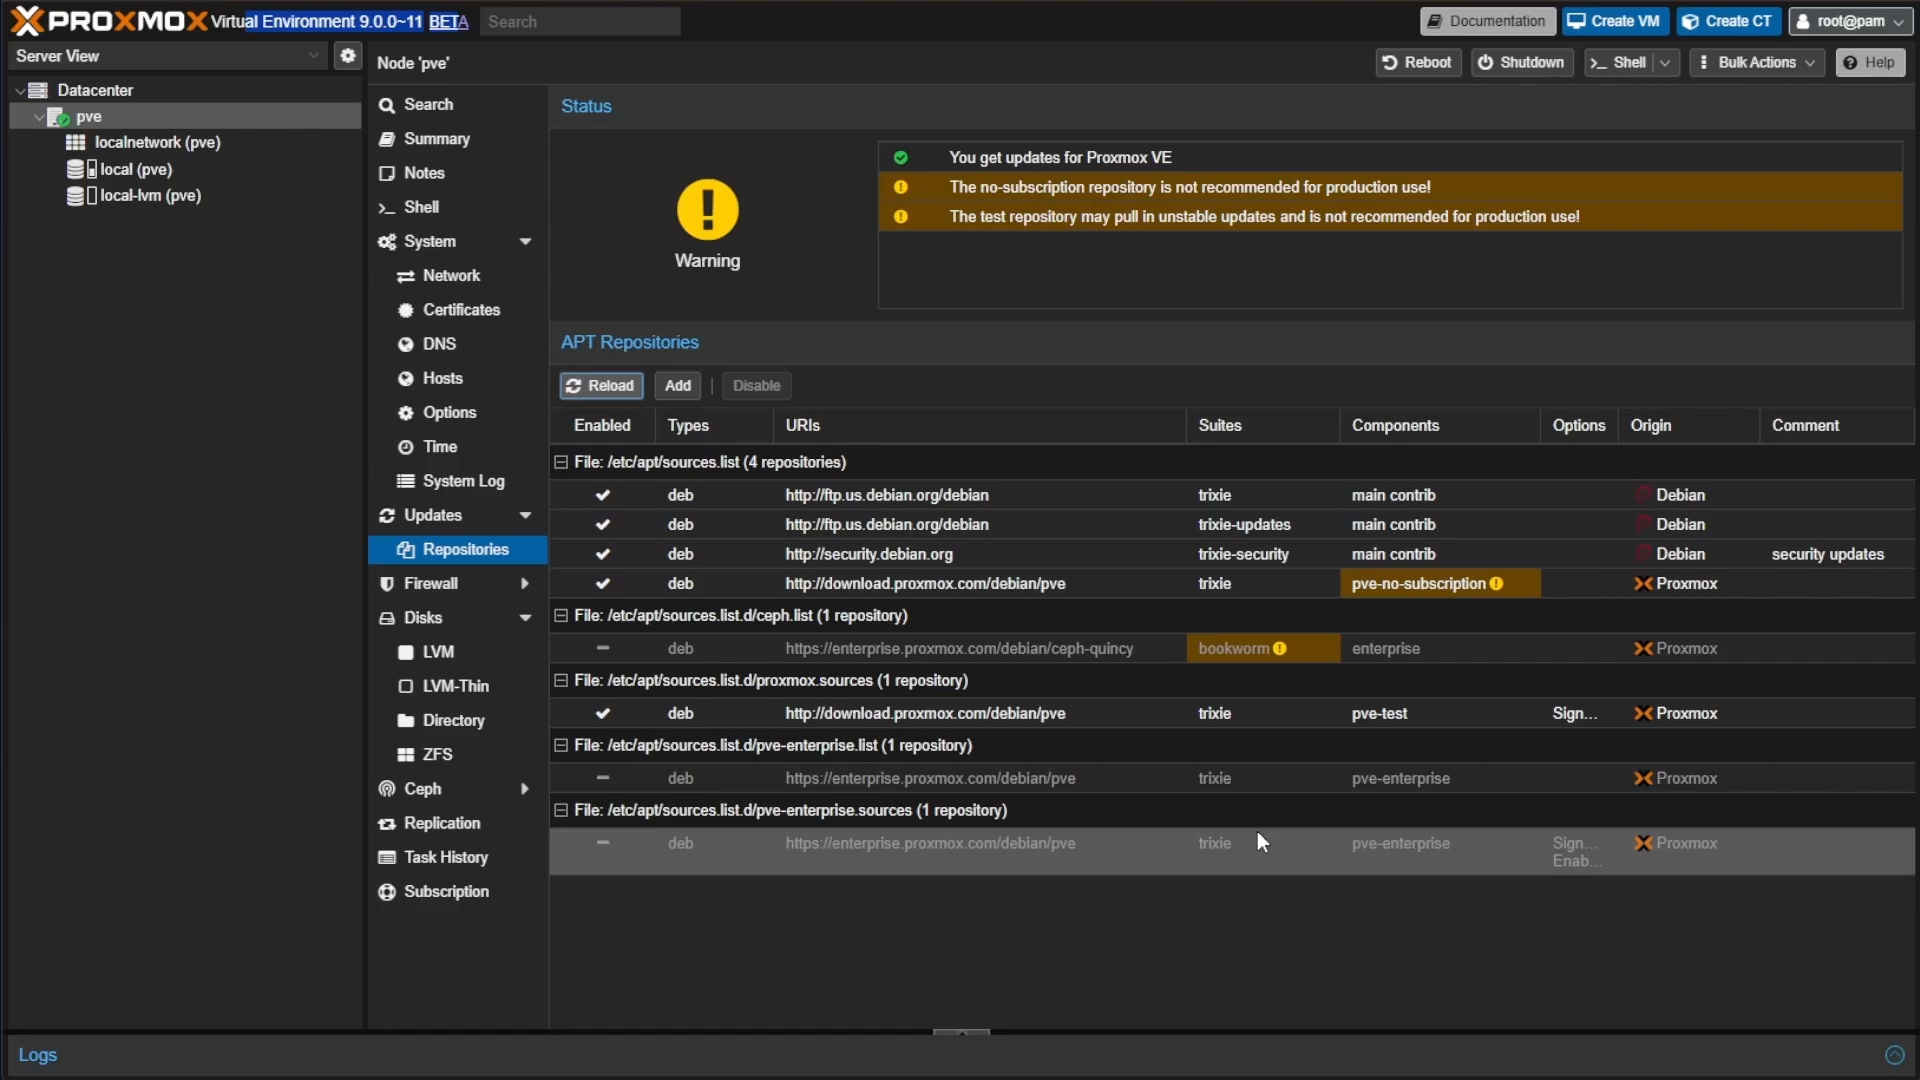 PROXMOX Virtual Environment 9.0.0~11 BETA Search Documentation Create VM Create CT root@pam
Server View
Node 'pve' Reboot Shutdown Shell Bulk Actions Help
Datacenter
pve
localnetwork (pve)
local (pve)
local-lvm (pve)
Search
Summary
Notes
Shell
System
Network
Certificates
DNS
Hosts
Options
Time
System Log
Updates
Repositories
Firewall
Disks
LVM
LVM-Thin
Directory
ZFS
Ceph
Replication
Task History
Subscription
Status
Warning
You get updates for Proxmox VE
The no-subscription repository is not recommended for production use!
The test repository may pull in unstable updates and is not recommended for production use!
APT Repositories
Reload Add Disable
Enabled Types URIs Suites Components Options Origin Comment
File: /etc/apt/sources.list (4 repositories)
deb http://ftp.us.debian.org/debian trixie main contrib Debian
deb http://ftp.us.debian.org/debian trixie-updates main contrib Debian
deb http://security.debian.org trixie-security main contrib Debian security updates
deb http://download.proxmox.com/debian/pve trixie pve-no-subscription Proxmox
File: /etc/apt/sources.list.d/ceph.list (1 repository)
deb https://enterprise.proxmox.com/debian/ceph-quincy bookworm enterprise Proxmox
File: /etc/apt/sources.list.d/proxmox.sources (1 repository)
deb http://download.proxmox.com/debian/pve trixie pve-test Sign... Proxmox
File: /etc/apt/sources.list.d/pve-enterprise.list (1 repository)
deb https://enterprise.proxmox.com/debian/pve trixie pve-enterprise Proxmox
File: /etc/apt/sources.list.d/pve-enterprise.sources (1 repository)
deb https://enterprise.proxmox.com/debian/pve trixie pve-enterprise Sign... Proxmox
Enab...
Logs